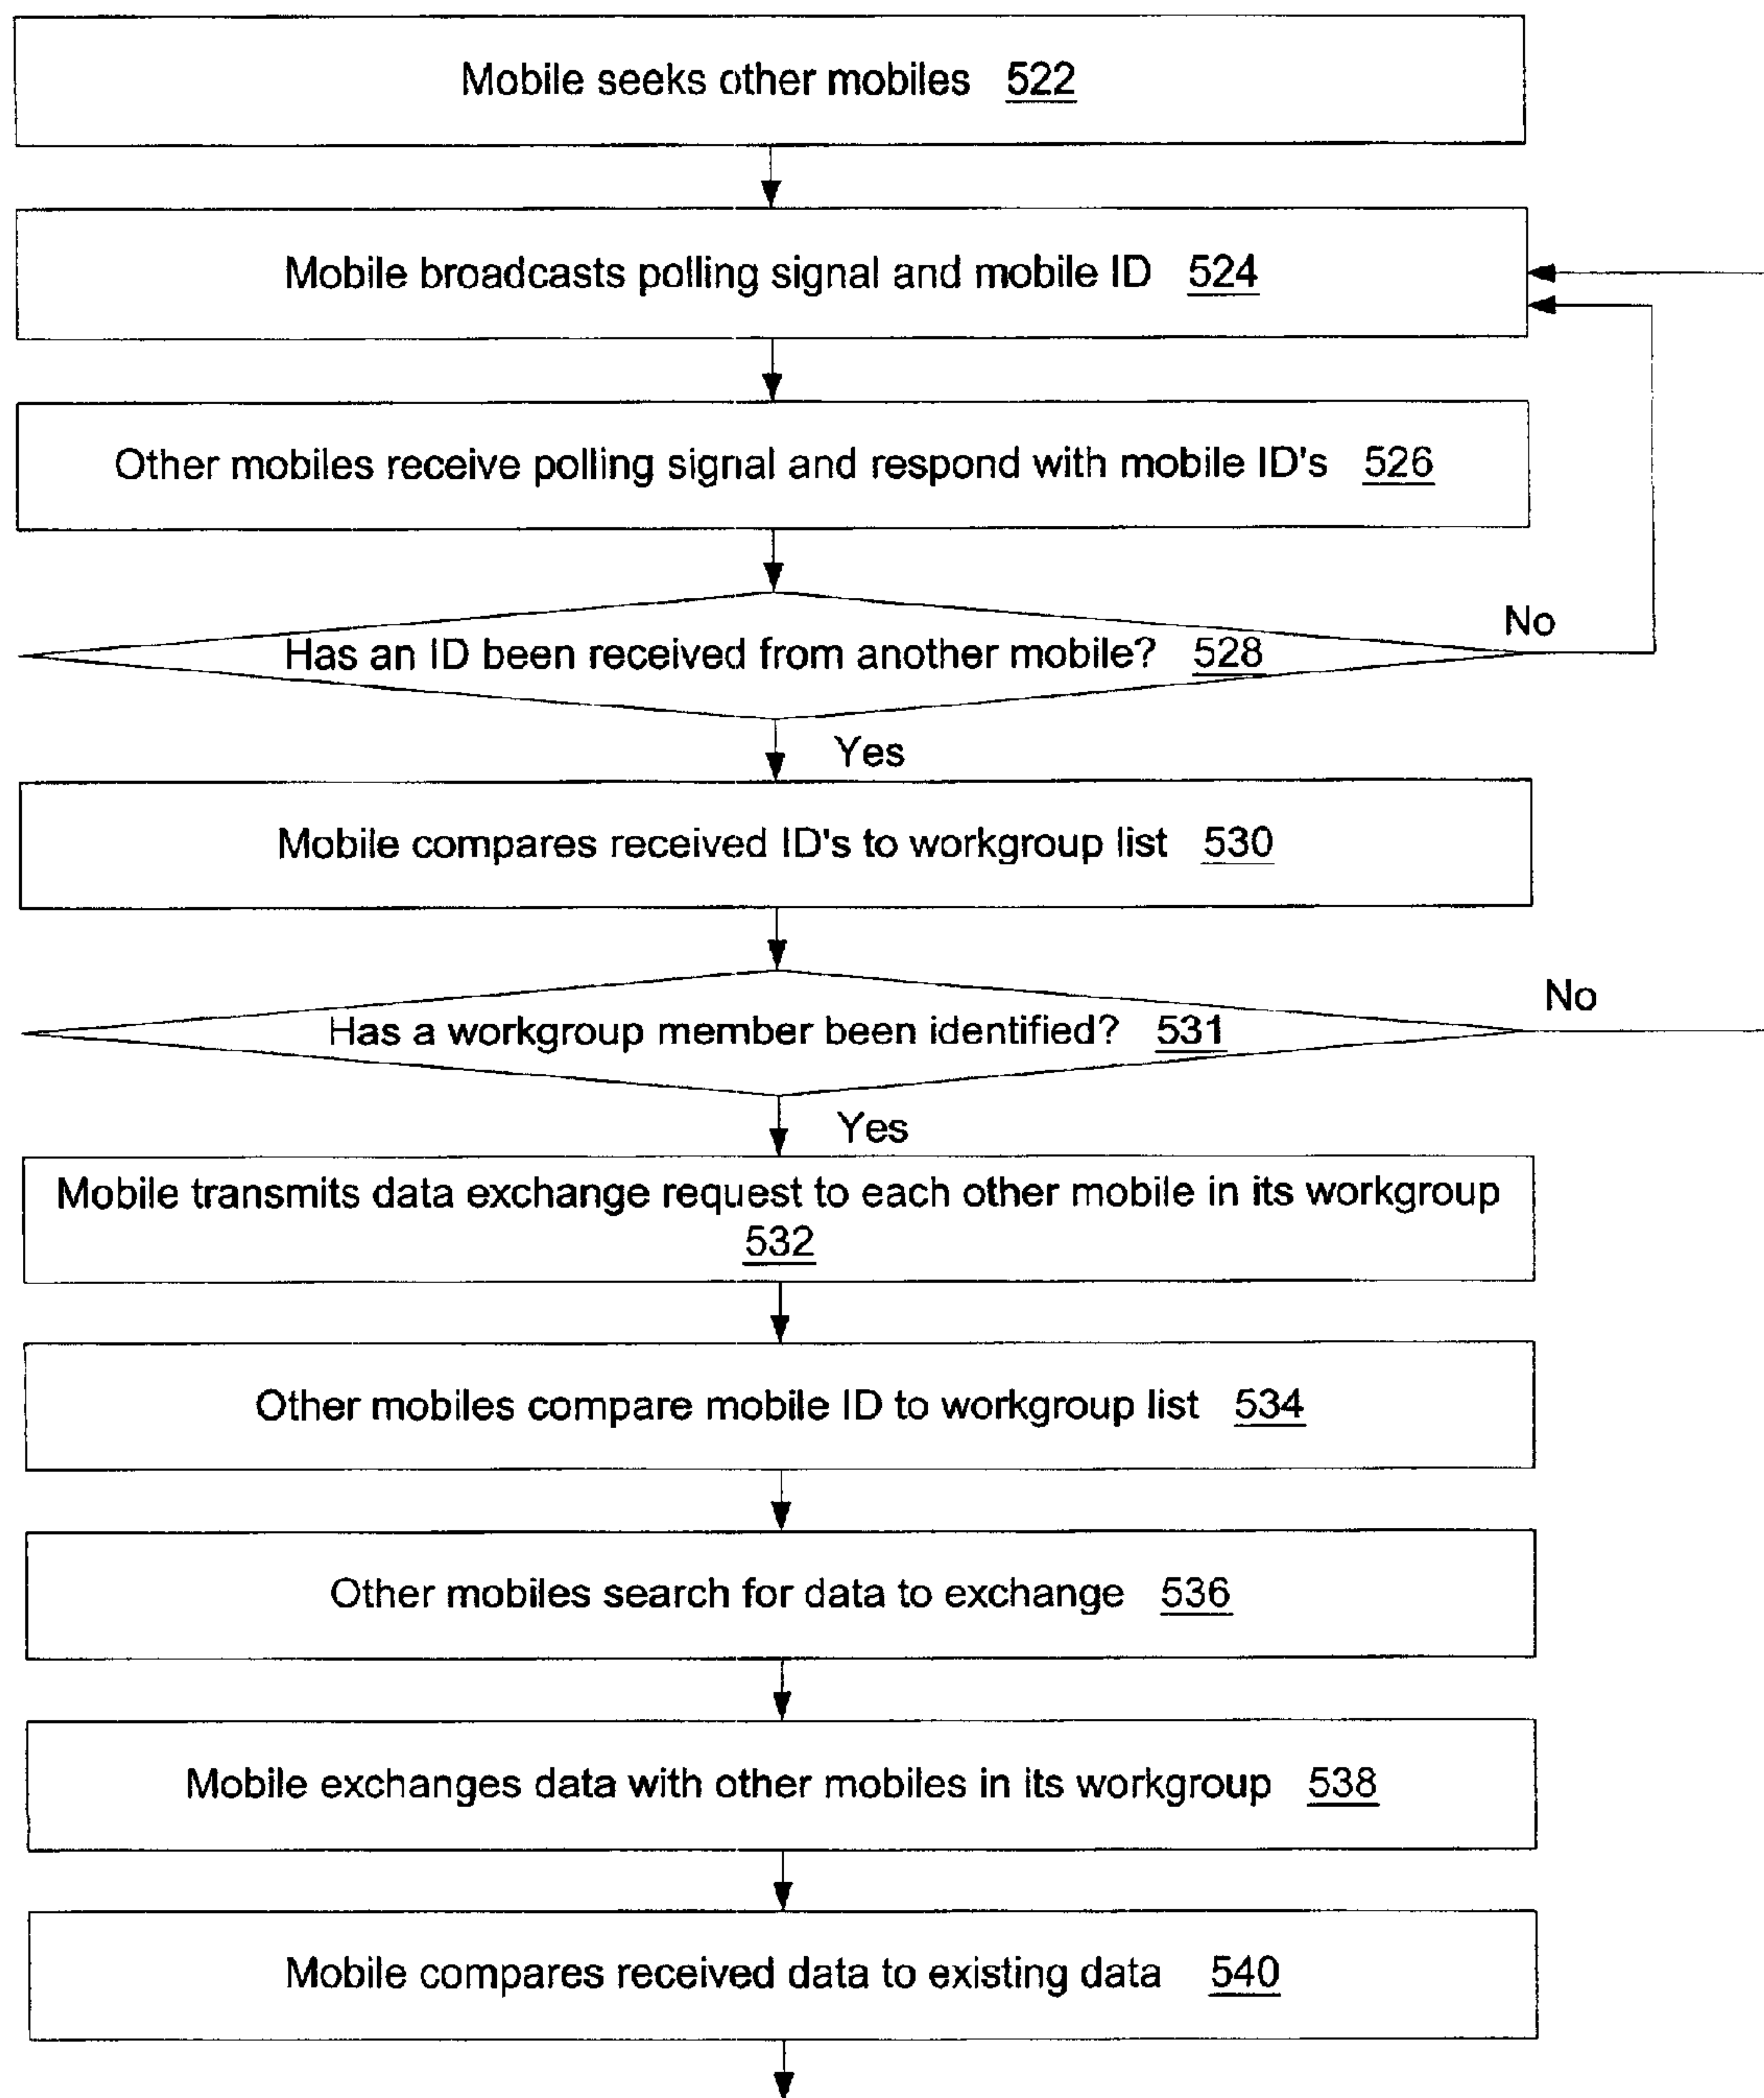 Mobile seeks other mobiles 522
Mobile broadcasts polling signal and mobile ID 524
Other mobiles receive polling signal and respond with mobile ID's 526
No
Has an ID been received from another mobile? 528
Yes
Mobile compares received ID's to workgroup list 530
No
Has a workgroup member been identified? 531
Yes
Mobile transmits data exchange request to each other mobile in its workgroup
532
Other mobiles compare mobile ID to workgroup list 534
Other mobiles search for data to exchange 536
Mobile exchanges data with other mobiles in its workgroup 538
Mobile compares received data to existing data 540